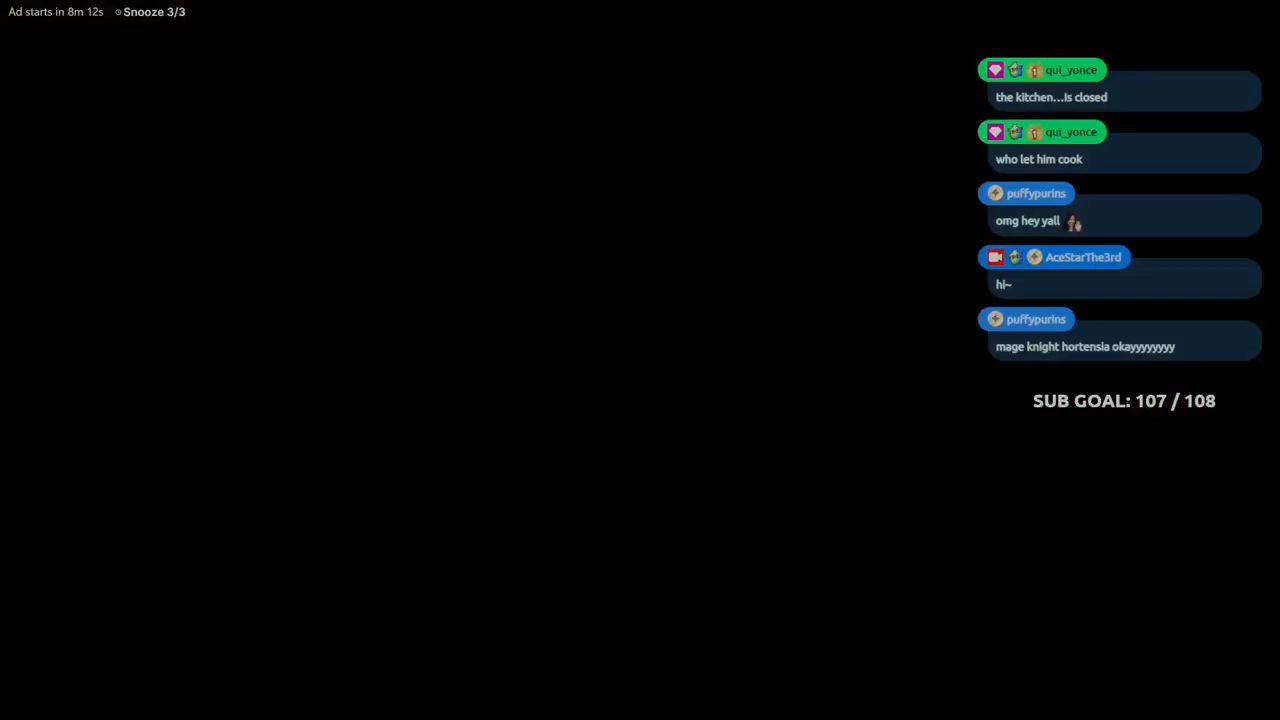 Ad starts in 8m 12s Snooze 3/3
qui_yonce
the kitchen...Is closed
qui_yonce
who let him cook
puffypurins
omg hey yall
AceStarThe3rd
hi~
puffypurins
mage knight hortensia okayyyyyyyy
SUB GOAL: 107 / 108